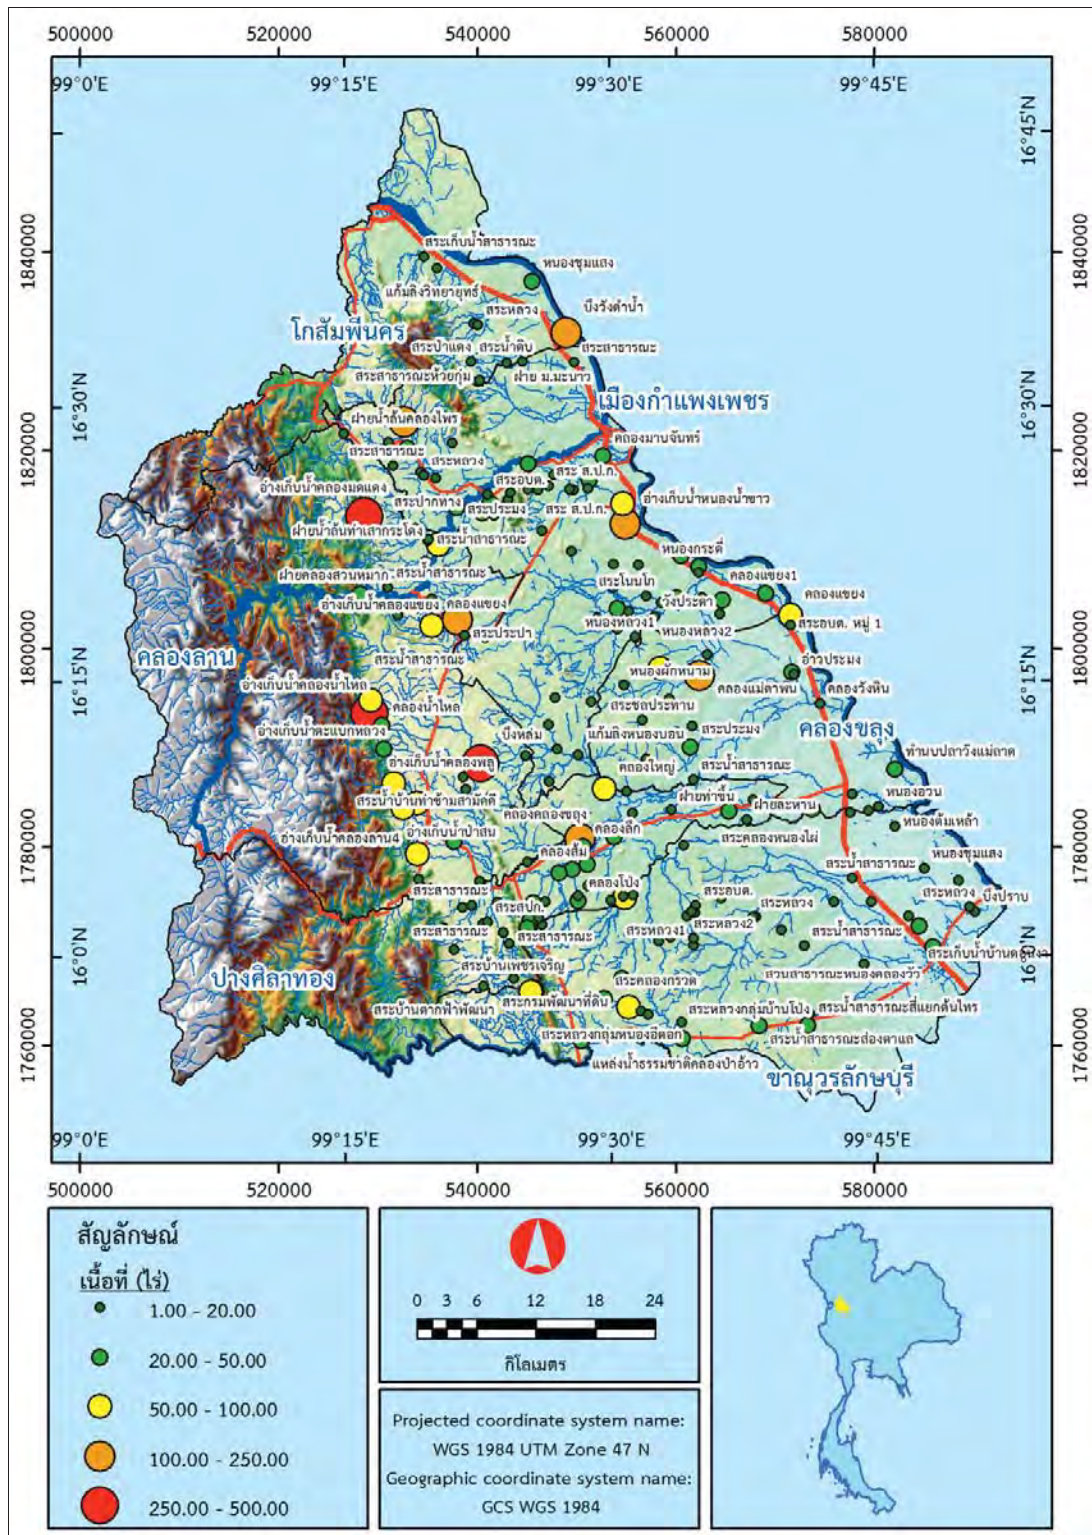 500000 520000 540000 560000 580000
99°0'E 99°15'E 99°30'E 99°45'E
16°45'N 16°30'N 16°15'N 16°0'N
16°30'N 16°15'N 16°0'N
1840000 1820000 1800000 1780000 1760000
1840000 1820000 1800000 1780000 1760000
สระเก็บน้ำสาธารณะ
หนองชุมแสง
แก้มลิงวิทยายุทธ์
สระหลวง
บึงวังดำน้ำ
โกสัมพีนคร
สระป่าแดง
สระน้ำดิบ
สระสาธารณะ
สระสาธารณะห้วยกุ่ม
ฝาย ม.มะนาว
เมืองกำแพงเพชร
ฝายน้ำล้นคลองไพร
คลองมาบจันทร์
สระสาธารณะ
สระหลวง
สระ ส.ป.ก.
สระอบต.
อ่างเก็บน้ำคลองมดแดง
สระปากทาง
อ่างเก็บน้ำหนองน้ำขาว
สระประมง
สระ ส.ป.ก.
ฝายน้ำล้นท่าเสากระโดง
สระน้ำสาธารณะ
หนองกระดี่
ฝายคลองสวนหมาก
สระน้ำสาธารณะ
สระโนนโก
คลองแขยง1
อ่างเก็บน้ำคลองแขยง
คลองแขยง
วังประดา
คลองแขยง
สระประปา
หนองหลวง1
หนองหลวง2
สระอบต. หมู่ 1
คลองลาน
สระน้ำสาธารณะ
อ่าวประมง
อ่างเก็บน้ำคลองน้ำไหล
หนองผักหนาม
คลองน้ำไหล
คลองแม่ดาพน
คลองวังหิน
อ่างเก็บน้ำตะแบกหลวง
บึงหล่ม
สระชลประทาน
แก้มลิงหนองบอน
สระประมง
คลองขลุง
อ่างเก็บน้ำคลองพลู
คลองใหญ่
สระน้ำสาธารณะ
ทำนบปลาวังแม่ลาด
สระน้ำบ้านท่าข้ามสามัคคี
ฝายท่าขึ้น
ฝายละหาน
หนองอวน
คลองคลองขลุง
คลองลึก
หนองต้มเหล้า
อ่างเก็บน้ำคลองลาน4
อ่างเก็บน้ำป่าสน
คลองส้ม
สระคลองหนองไผ่
หนองชุมแสง
สระน้ำสาธารณะ
สระสาธารณะ
คลองโป่ง
สระอบต.
สระหลวง
สระหลวง
บึงปราบ
สระสปก.
สระสาธารณะ
สระสาธารณะ
สระหลวง1
สระหลวง2
สระน้ำสาธารณะ
สระบ้านเพชรเจริญ
สวนสาธารณะหนองคลองวัว
ปางศิลาทอง
สระคลองกรวด
สระบ้านตากฟ้าพัฒนา
สระกรมพัฒนาที่ดิน
สระหลวงกลุ่มบ้านโป่ง
สระน้ำสาธารณะสี่แยกต้นไทร
สระหลวงกลุ่มหนองอีดอก
สระน้ำสาธารณะส่องตาแล
แหล่งน้ำธรรมชาติคลองป่าอ้าว
ขาณุวรลักษบุรี
99°0'E 99°15'E 99°30'E 99°45'E
500000 520000 540000 560000 580000
สัญลักษณ์
เนื้อที่ (ไร่)
1.00 - 20.00
20.00 - 50.00
50.00 - 100.00
100.00 - 250.00
250.00 - 500.00
0 3 6 12 18 24
กิโลเมตร
Projected coordinate system name:
WGS 1984 UTM Zone 47 N
Geographic coordinate system name:
GCS WGS 1984